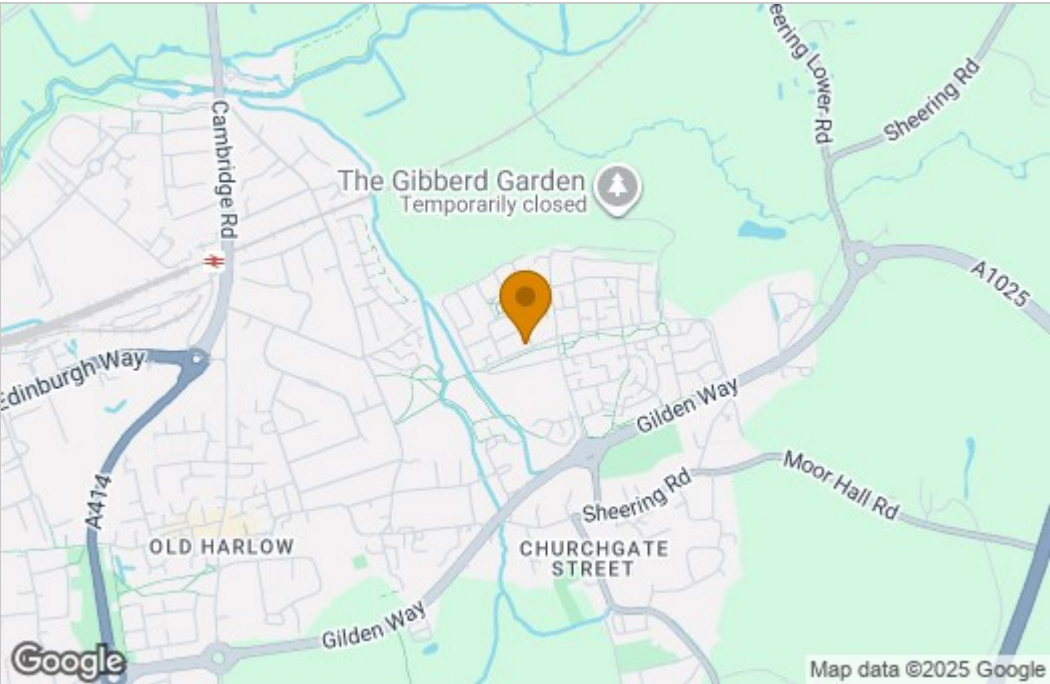 eering Lower Rd
Sheering Rd
Cambridge Rd
The Gibberd Garden
Temporarily closed
A1025
Edinburgh Way
Gilden Way
A414
Sheering Rd
Moor Hall Rd
OLD HARLOW
CHURCHGATE
STREET
Gilden Way
Google
Map data ©2025 Google